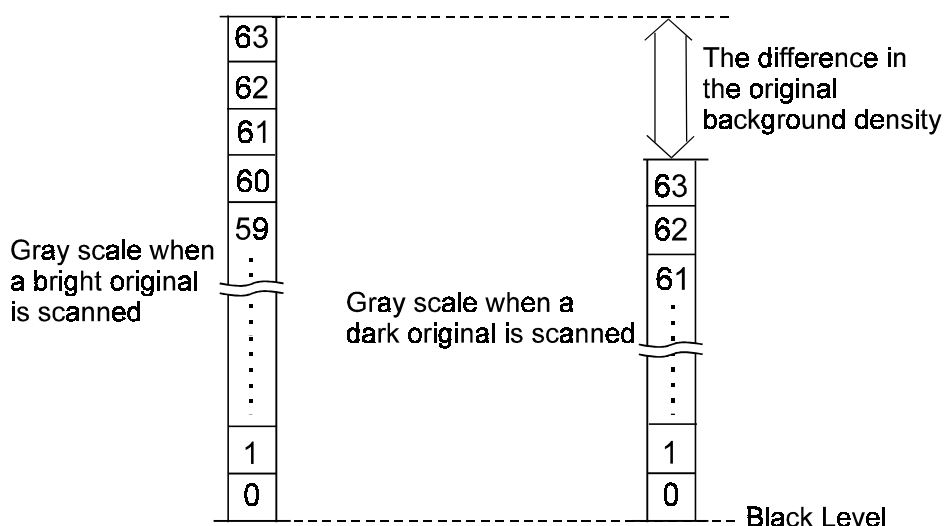 63
62
61
60
59
1
0
Gray scale when
a bright original
is scanned
Gray scale when a
dark original is scanned
63
62
61
1
0
The difference in
the original
background density
Black Level